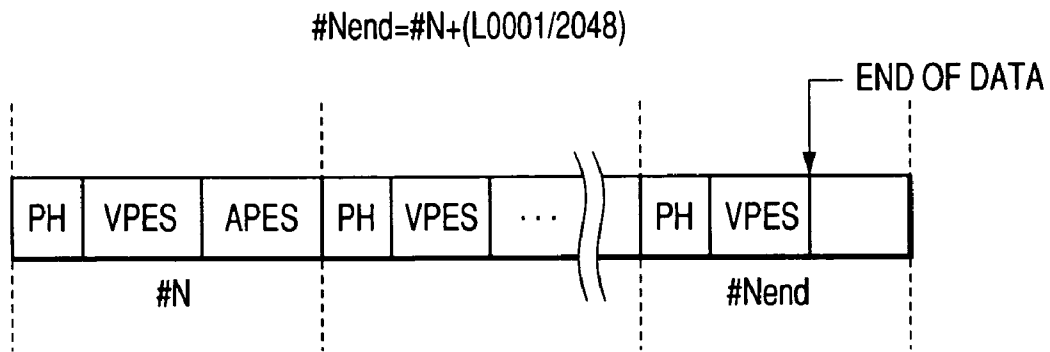 #Nend=#N+(L0001/2048)
END OF DATA
PH VPES APES PH VPES ... PH VPES
#N #Nend